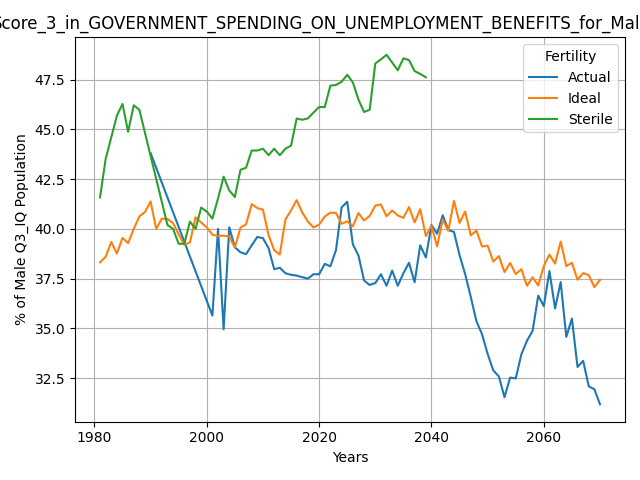 Score_3_in_GOVERNMENT_SPENDING_ON_UNEMPLOYMENT_BENEFITS_for_Mal
Fertility
Actual
Ideal
Sterile
% of Male Q3_IQ Population
47.5
45.0
42.5
40.0
37.5
35.0
32.5
1980
2000
2020
2040
2060
Years